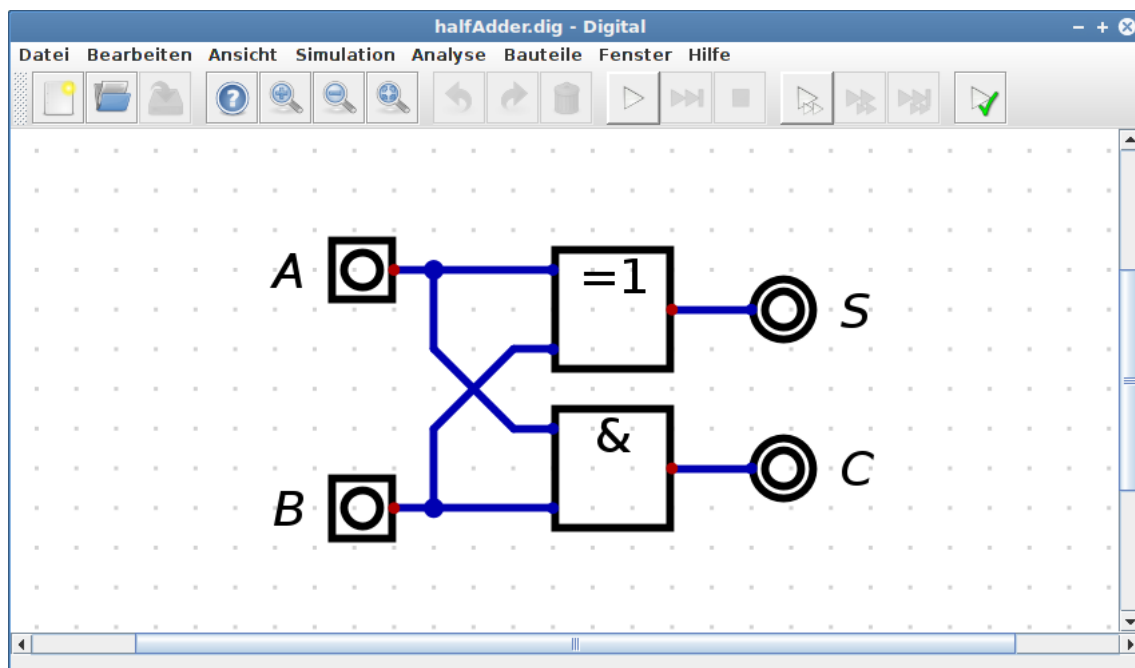 halfAdder.dig - Digital
Datei Bearbeiten Ansicht Simulation Analyse Bauteile Fenster Hilfe
A
=1
S
&
C
B